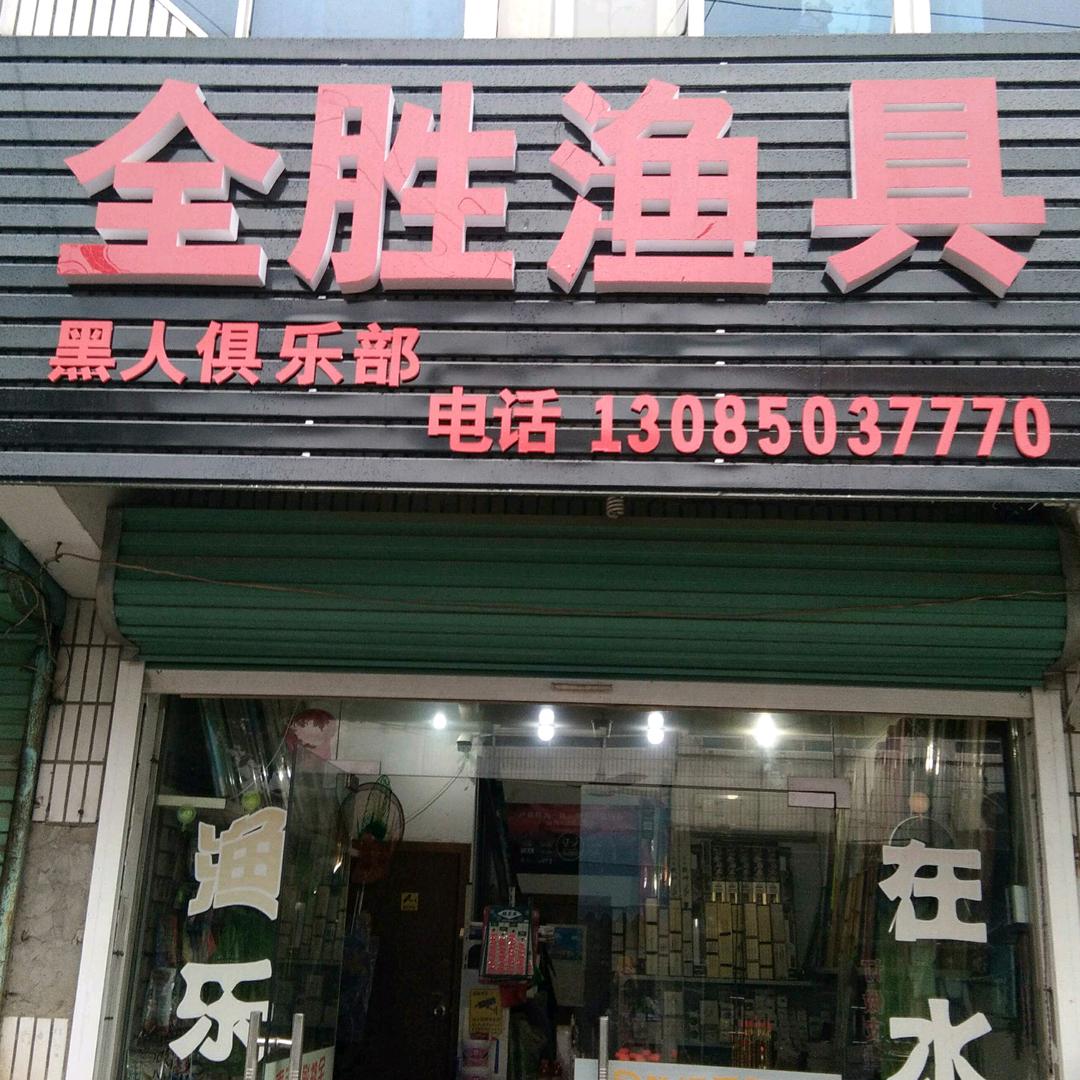 全胜渔具
黑人俱乐部
电话 13085037770
渔乐
在水